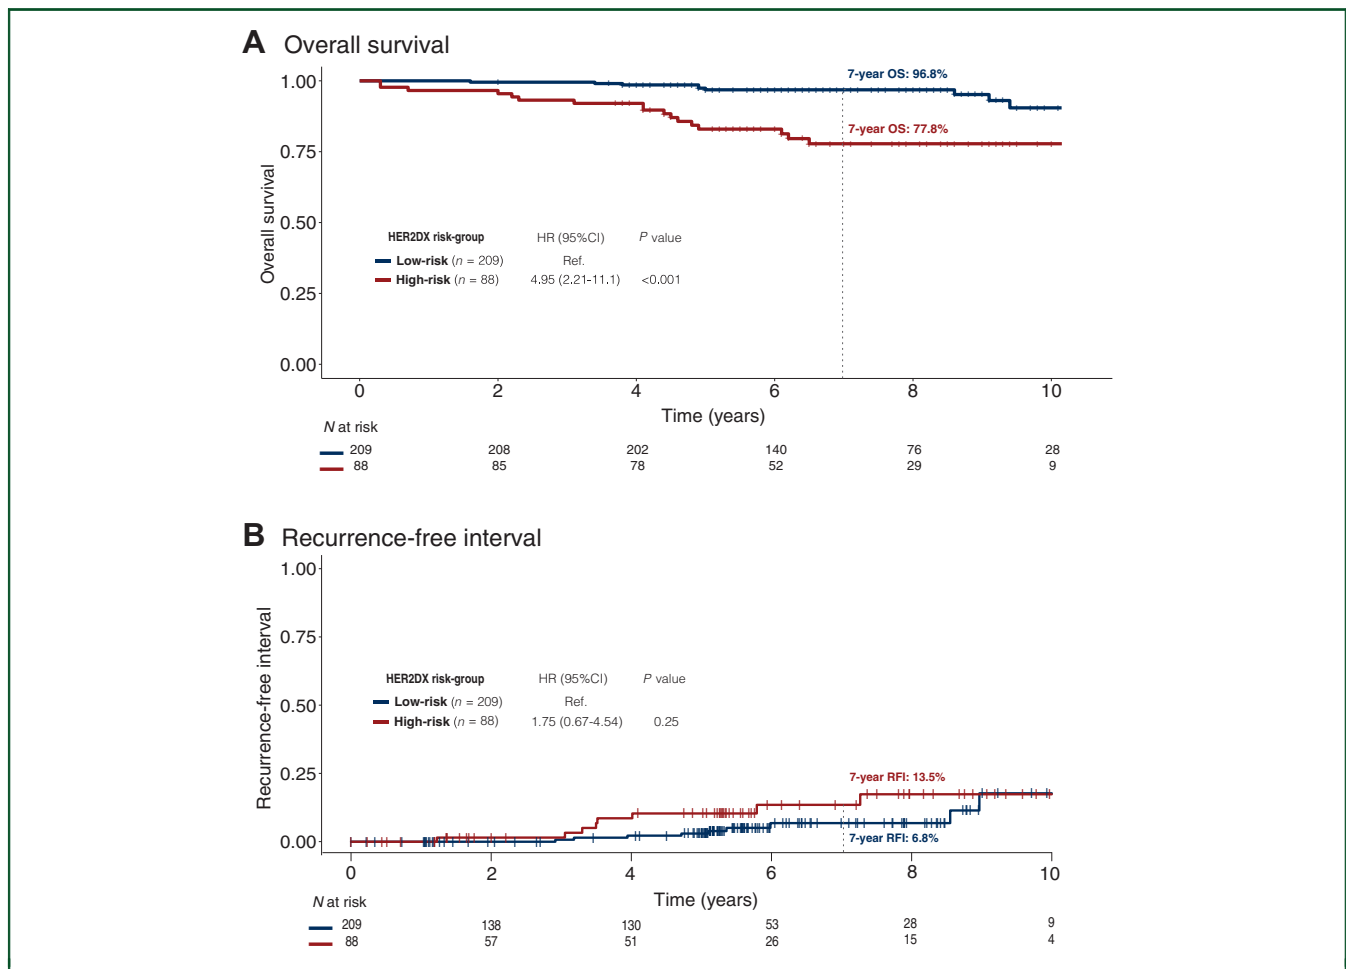 A Overall survival
1.00
0.75
0.50
0.25
0.00
Overall survival
7-year OS: 96.8%
7-year OS: 77.8%
HER2DX risk-group HR (95%CI) P value
Low-risk (n = 209) Ref.
High-risk (n = 88) 4.95 (2.21-11.1) <0.001
0 2 4 6 8 10
Time (years)
N at risk
209 208 202 140 76 28
88 85 78 52 29 9
B Recurrence-free interval
1.00
0.75
0.50
0.25
0.00
Recurrence-free interval
HER2DX risk-group HR (95%CI) P value
Low-risk (n = 209) Ref.
High-risk (n = 88) 1.75 (0.67-4.54) 0.25
7-year RFI: 13.5%
7-year RFI: 6.8%
0 2 4 6 8 10
Time (years)
N at risk
209 138 130 53 28 9
88 57 51 26 15 4